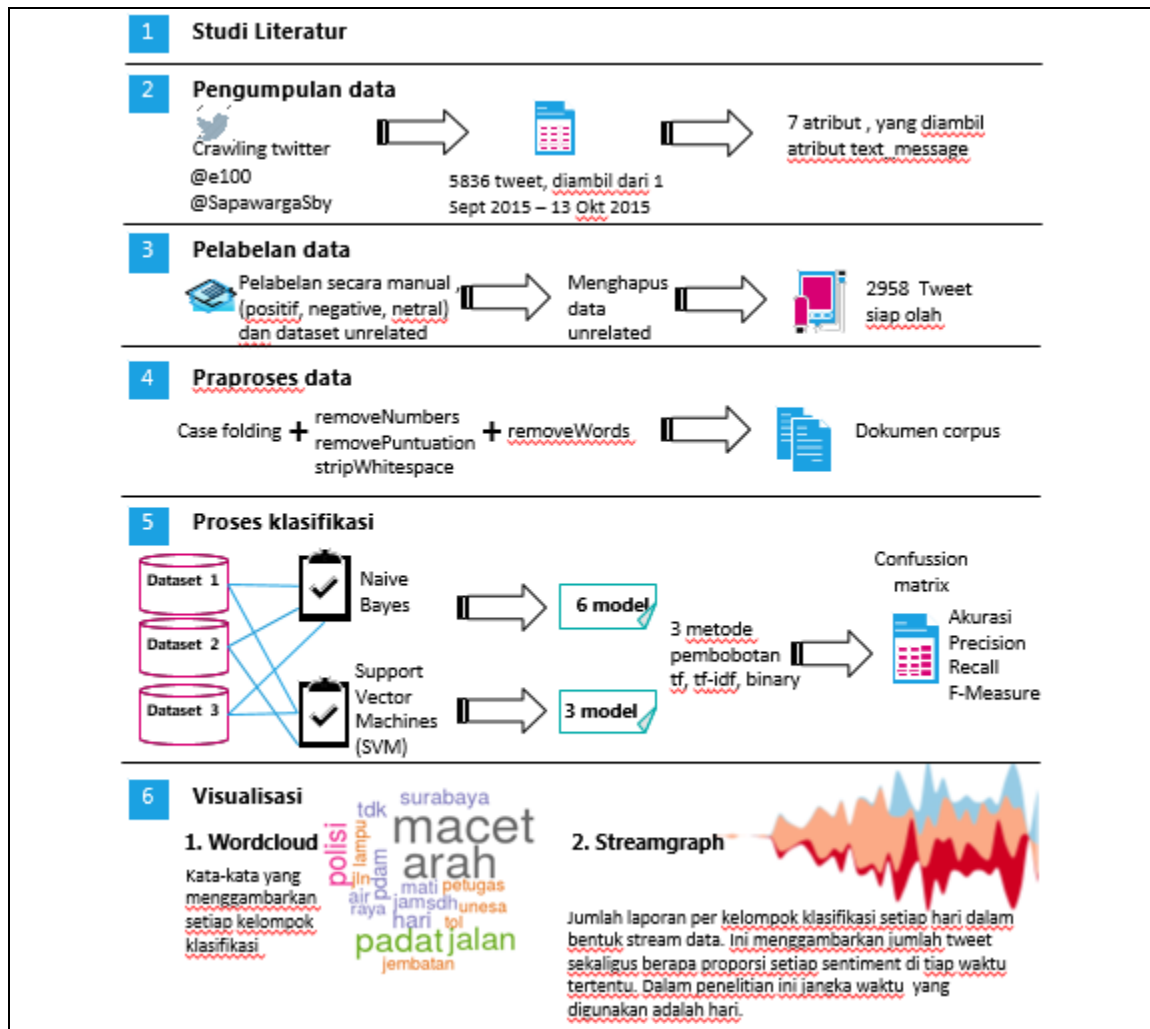 1 Studi Literatur
2 Pengumpulan data
Crawling twitter
@e100
@SapawargaSby
5836 tweet, diambil dari 1
Sept 2015 – 13 Okt 2015
7 atribut , yang diambil
atribut text_message
3 Pelabelan data
Pelabelan secara manual ,
(positif, negative, netral)
dan dataset unrelated
Menghapus
data
unrelated
2958 Tweet
siap olah
4 Praproses data
Case folding + removeNumbers
removePuntuation
stripWhitespace
+ removeWords
Dokumen corpus
5 Proses klasifikasi
Dataset 1
Dataset 2
Dataset 3
Naive
Bayes
Support
Vector
Machines
(SVM)
6 model
3 model
3 metode
pembobotan
tf, tf-idf, binary
Confussion
matrix
Akurasi
Precision
Recall
F-Measure
6 Visualisasi
1. Wordcloud
Kata-kata yang
menggambarkan
setiap kelompok
klasifikasi
surabaya
tdk
macet
polisi
lampu
arah
jln
pdam
mati petugas
air
jam sdh unesa
raya
hari tol
padat jalan
jembatan
2. Streamgraph
Jumlah laporan per kelompok klasifikasi setiap hari dalam
bentuk stream data. Ini menggambarkan jumlah tweet
sekaligus berapa proporsi setiap sentiment di tiap waktu
tertentu. Dalam penelitian ini jangka waktu yang
digunakan adalah hari.